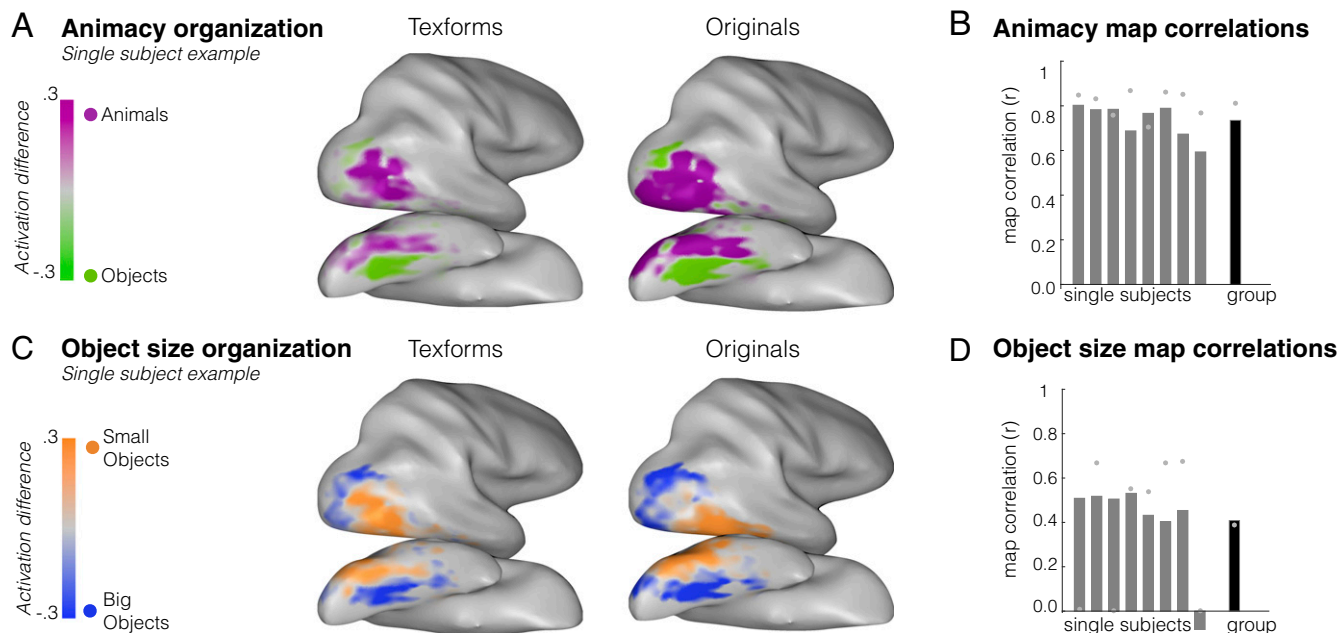 A Animacy organization
Single subject example
Texforms
Originals
.3
Animals
Activation difference
-.3
Objects
B Animacy map correlations
1
0.8
0.6
0.4
0.2
0.0
map correlation (r)
single subjects
group
C Object size organization
Single subject example
Texforms
Originals
.3
Small
Objects
Activation difference
-.3
Big
Objects
D Object size map correlations
1
0.8
0.6
0.4
0.2
0.0
map correlation (r)
single subjects
group